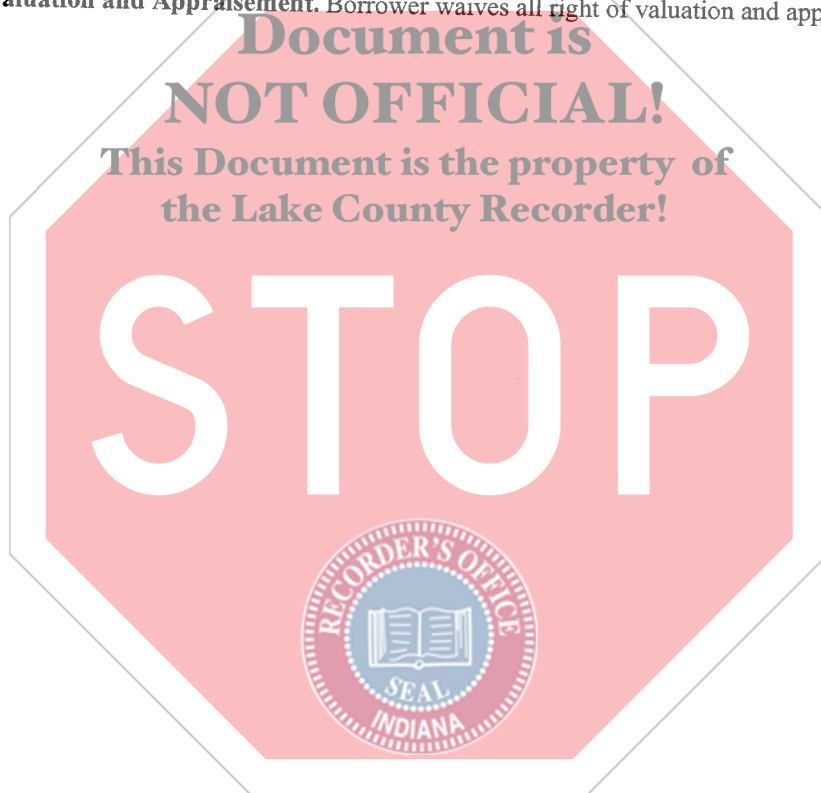 aluation and Appraisement. Borrower waives all right of valuation and app
Document is
NOT OFFICIAL!
This Document is the property of
the Lake County Recorder!
STOP
RECORDER'S OFFICE
SEAL
INDIANA